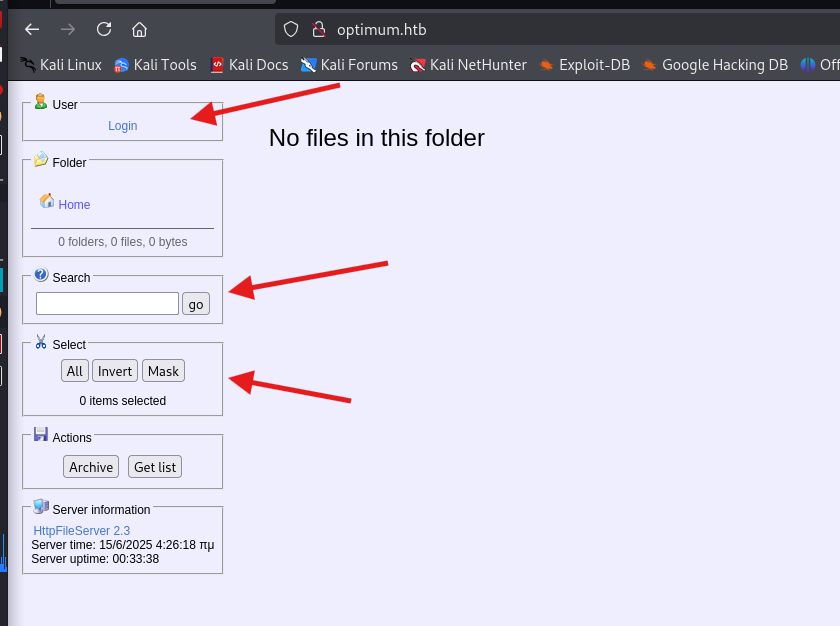 optimum.htb
Kali Linux Kali Tools Kali Docs Kali Forums Kali NetHunter Exploit-DB Google Hacking DB Off
User
Login
No files in this folder
Folder
Home
0 folders, 0 files, 0 bytes
Search
go
Select
All Invert Mask
0 items selected
Actions
Archive Get list
Server information
HttpFileServer 2.3
Server time: 15/6/2025 4:26:18 πμ
Server uptime: 00:33:38